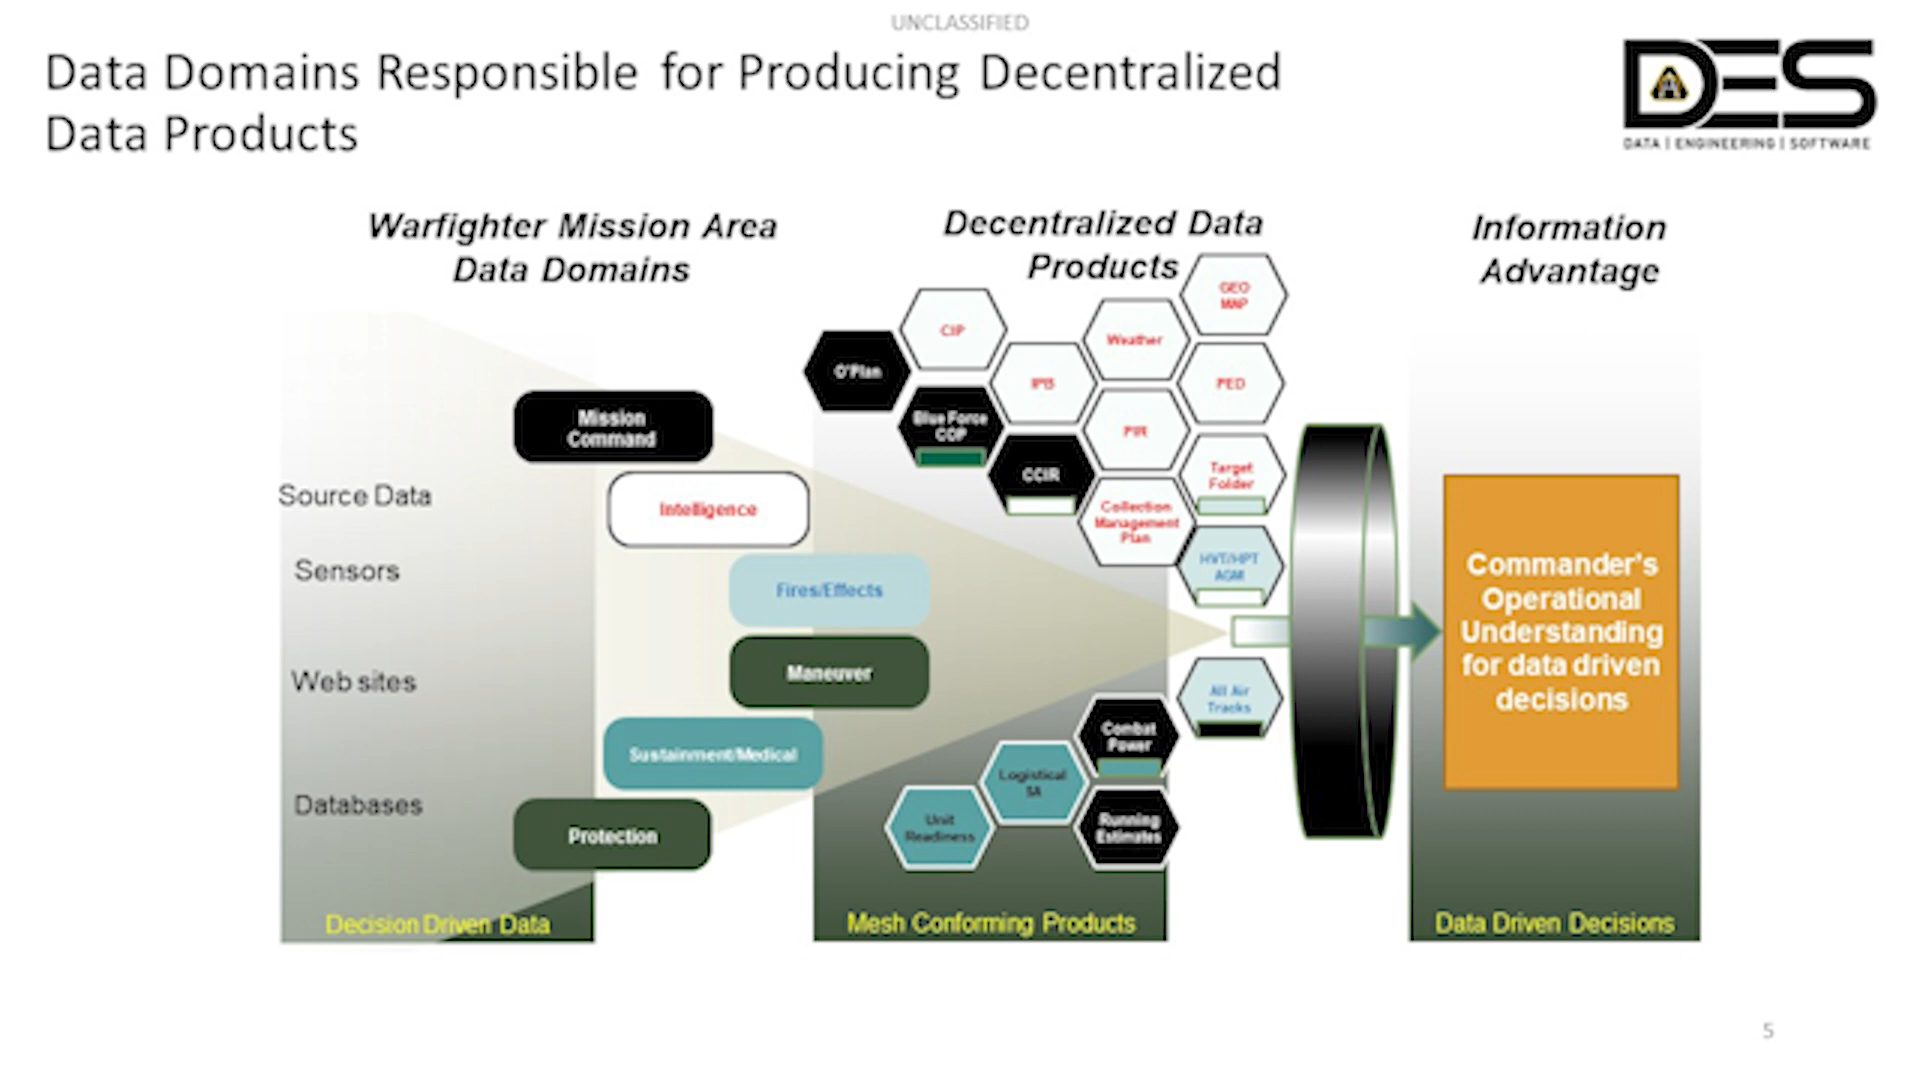 UNCLASSIFIED
Data Domains Responsible for Producing Decentralized
Data Products
DES
DATA | ENGINEERING | SOFTWARE
Warfighter Mission Area
Data Domains
Decentralized Data
Products
Information
Advantage
Source Data
Sensors
Web sites
Databases
Mission
Command
Intelligence
Fires/Effects
Maneuver
Sustainment/Medical
Protection
O'Plan
CIP
Blue Force
COP
IPB
CCIR
Weather
PIR
Collection
Management
Plan
GEO
MAP
PED
Target
Folder
HVT/HPT
AGM
All Air
Tracks
Combat
Power
Logistical
SA
Unit
Readiness
Running
Estimates
Commander's
Operational
Understanding
for data driven
decisions
Decision Driven Data
Mesh Conforming Products
Data Driven Decisions
5